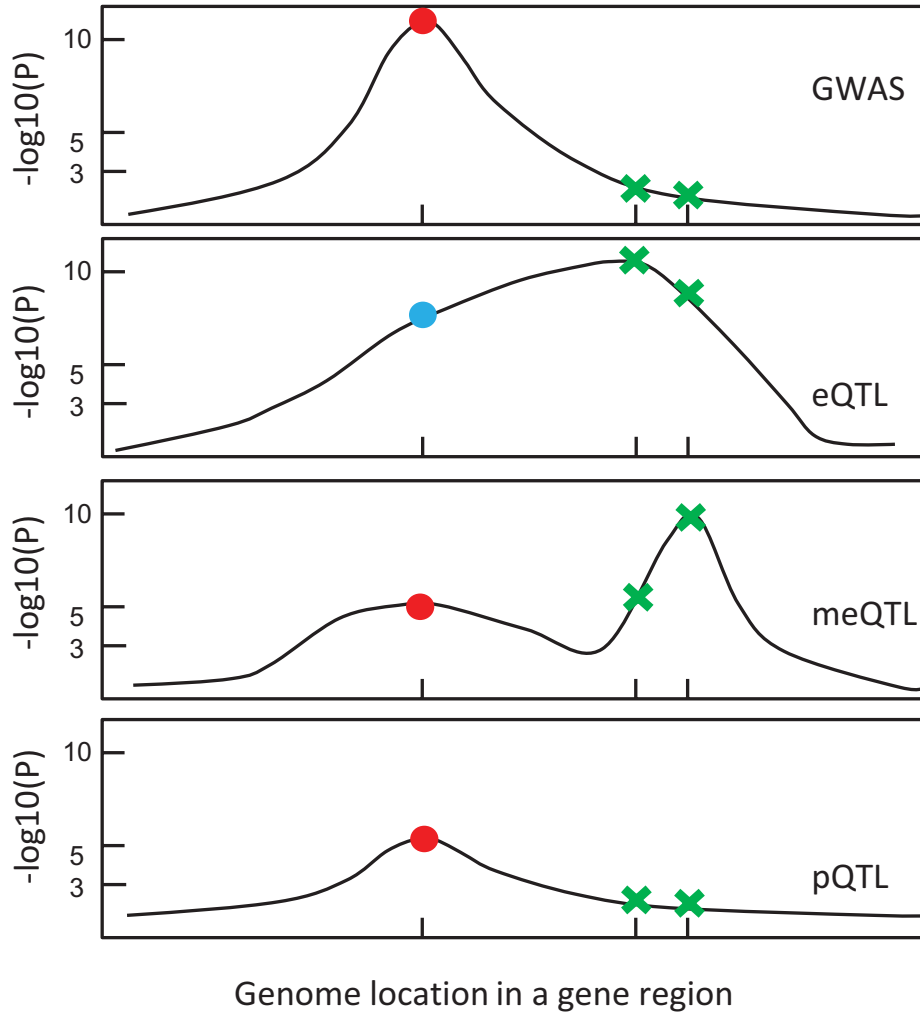 -log10(P)
10
5
3
GWAS
-log10(P)
10
5
3
eQTL
-log10(P)
10
5
3
meQTL
-log10(P)
10
5
3
pQTL
Genome location in a gene region